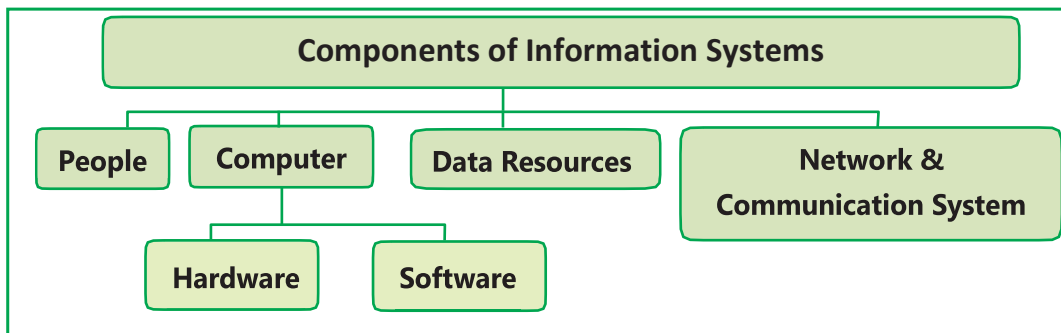 Components of Information Systems
People
Computer
Data Resources
Network &
Communication System
Hardware
Software